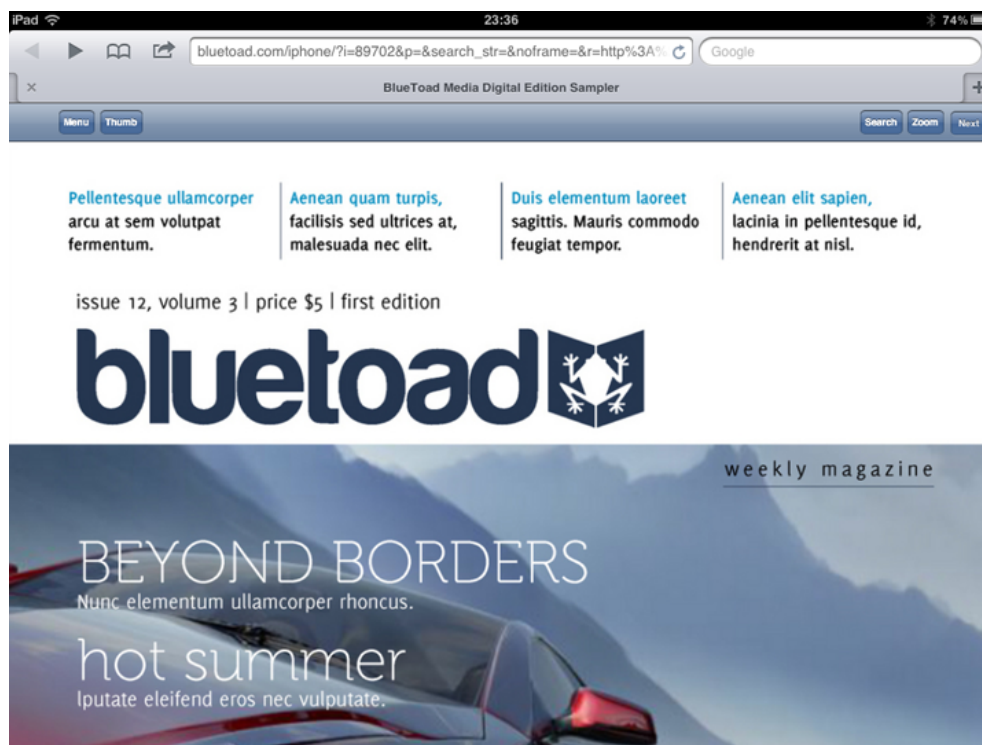 iPad 23:36 74%
bluetoad.com/iphone/?i=89702&p=&search_str=&noframe=&r=http%3A% Google
BlueToad Media Digital Edition Sampler
Menu Thumb Search Zoom Next
Pellentesque ullamcorper
arcu at sem volutpat
fermentum.
Aenean quam turpis,
facilisis sed ultrices at,
malesuada nec elit.
Duis elementum laoreet
sagittis. Mauris commodo
feugiat tempor.
Aenean elit sapien,
lacinia in pellentesque id,
hendrerit at nisl.
issue 12, volume 3 | price $5 | first edition
bluetoad
weekly magazine
BEYOND BORDERS
Nunc elementum ullamcorper rhoncus.
hot summer
lputate eleifend eros nec vulputate.